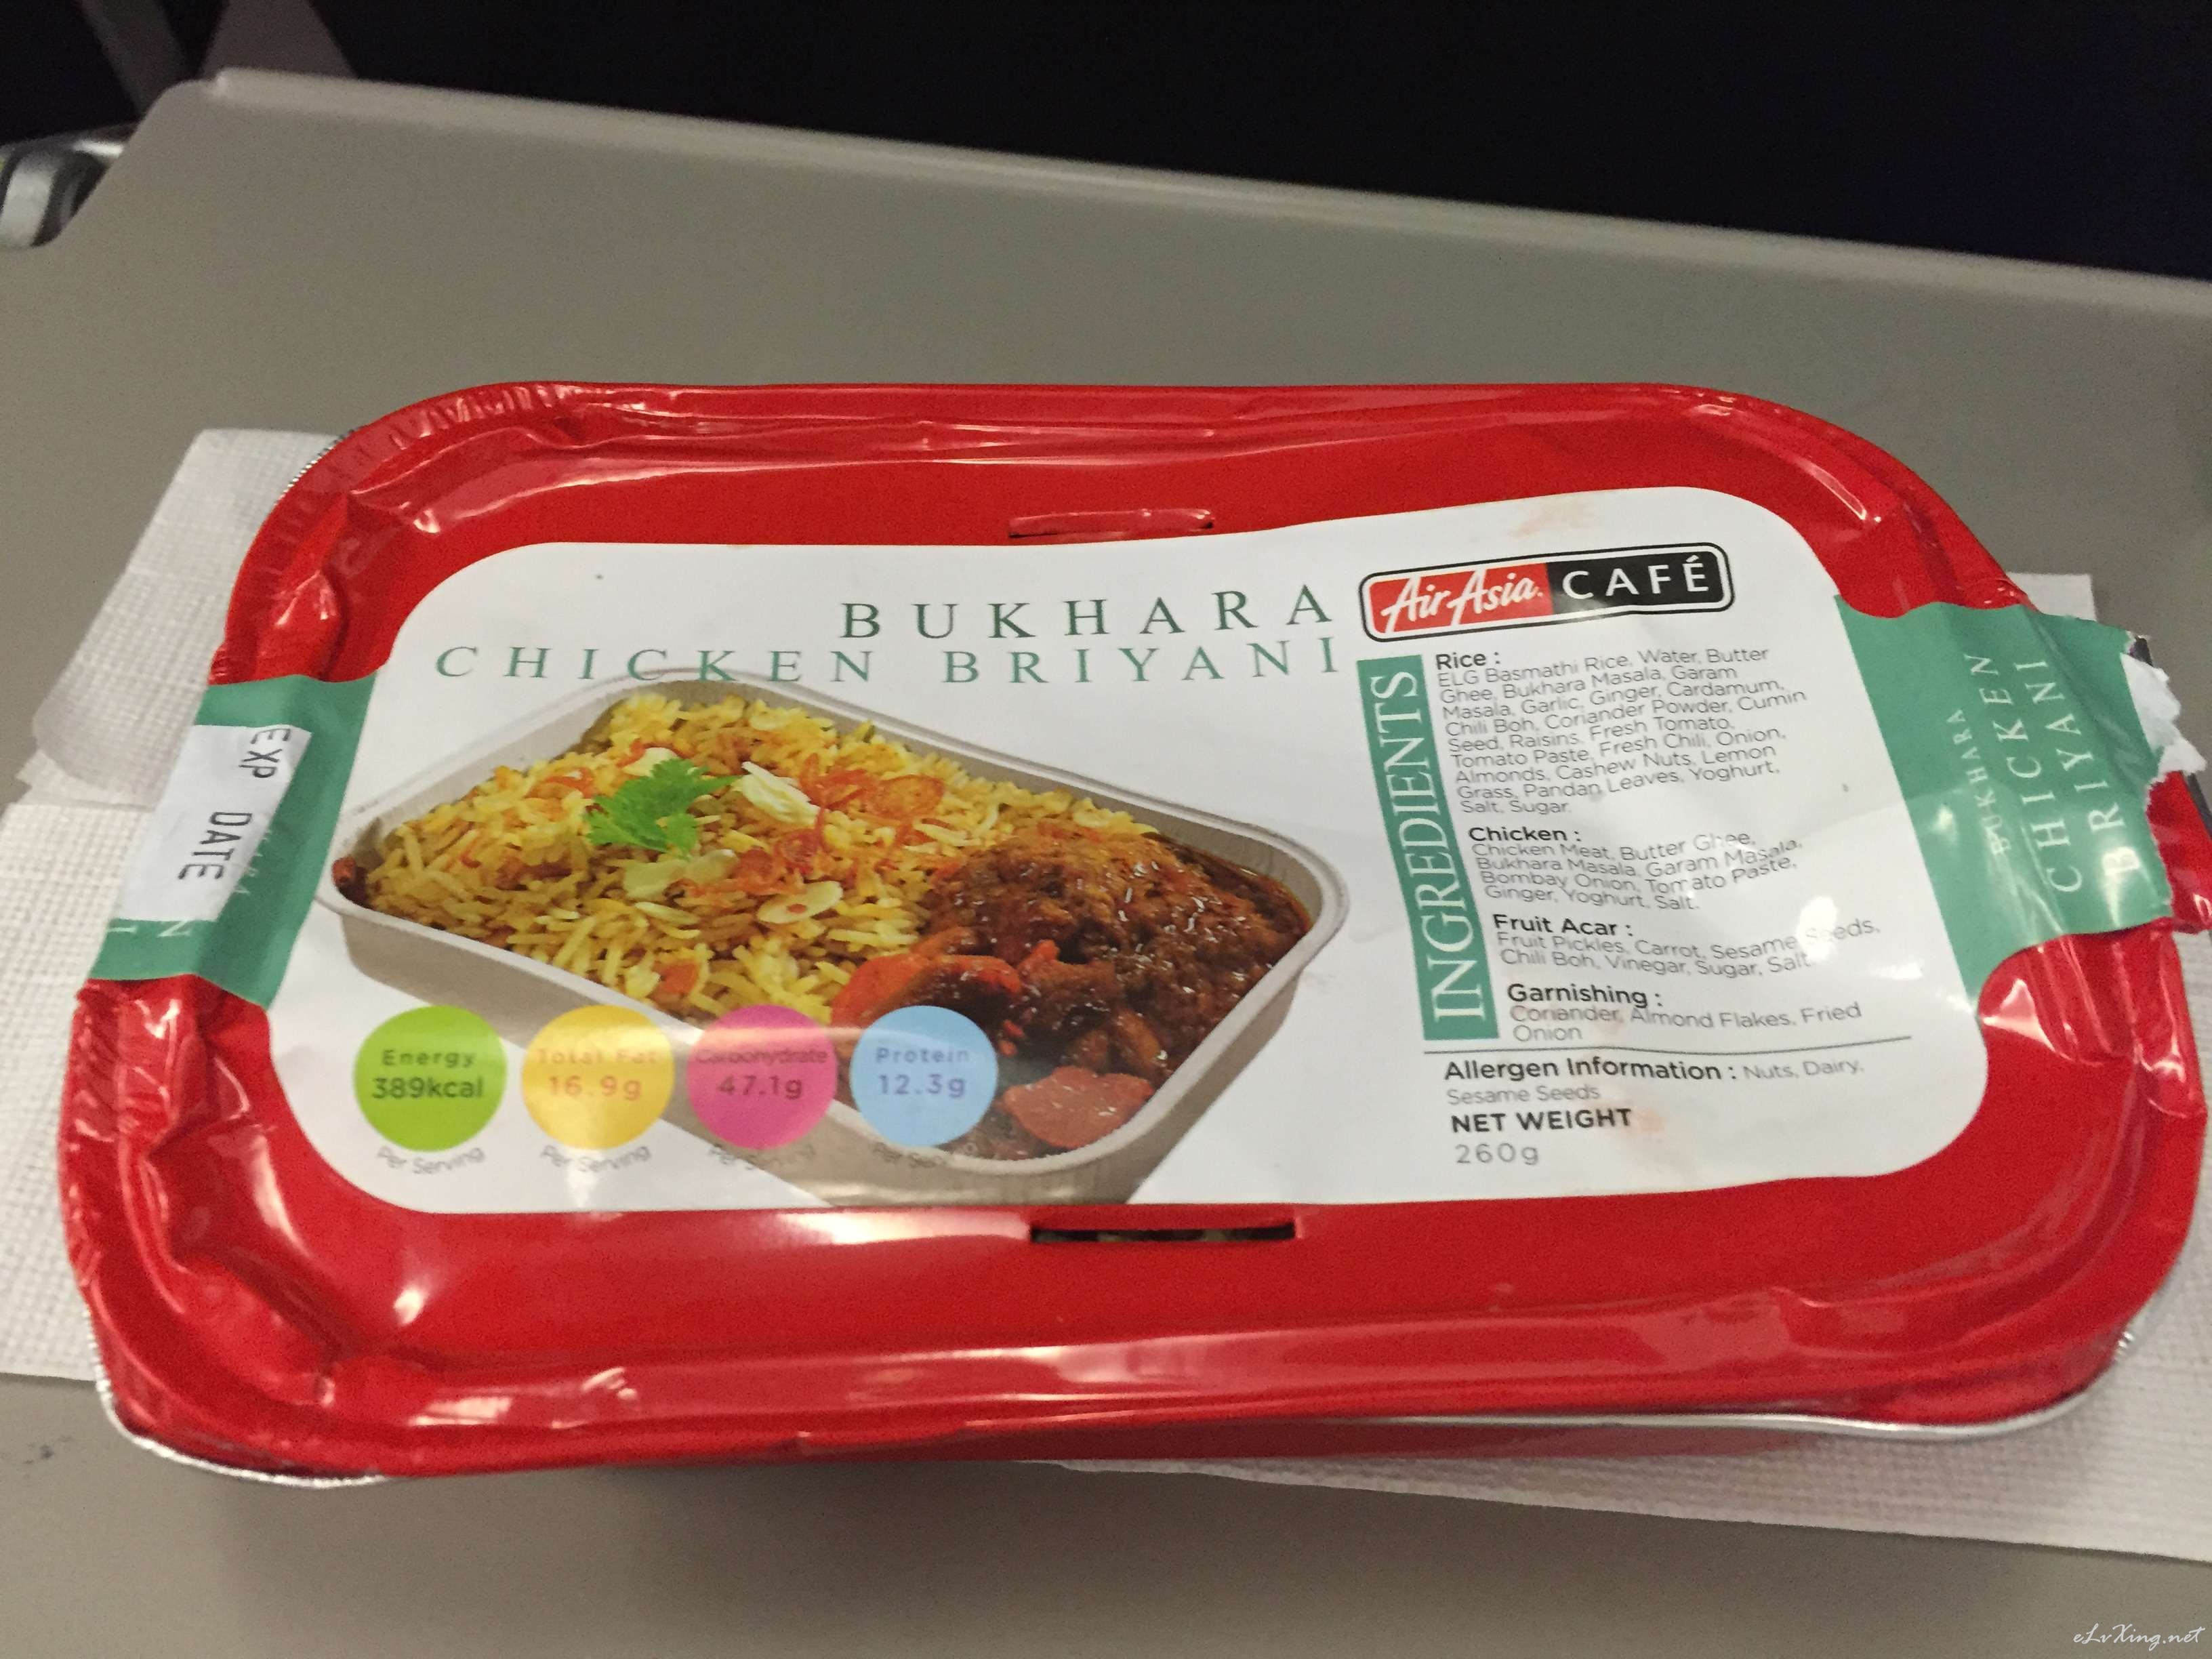 BUKHARA
CHICKEN BRIYANI
AirAsia CAFÉ
INGREDIENTS
Rice :
ELG Basmathi Rice, Water, Butter
Ghee, Bukhara Masala, Garam
Masala, Garlic, Ginger, Cardamum,
Chili Boh, Coriander Powder, Cumin
Seed, Raisins, Fresh Tomato,
Tomato Paste, Fresh Chili, Onion,
Almonds, Cashew Nuts, Lemon
Grass, Pandan Leaves, Yoghurt,
Salt, Sugar.
Chicken :
Chicken Meat, Butter Ghee,
Bukhara Masala, Garam Masala,
Bombay Onion, Tomato Paste,
Ginger, Yoghurt, Salt.
Fruit Acar :
Fruit Pickles, Carrot, Sesame Seeds,
Chili Boh, Vinegar, Sugar, Salt
Garnishing :
Coriander, Almond Flakes, Fried
Onion
Allergen Information : Nuts, Dairy,
Sesame Seeds
NET WEIGHT
260g
Energy
389kcal
Per Serving
Total Fat
16.9g
Per Serving
Carbohydrate
47.1g
Per Serving
Protein
12.3g
Per
EXP DATE
BUKHARA
CHICKEN
BRIYANI
eLvXing.net